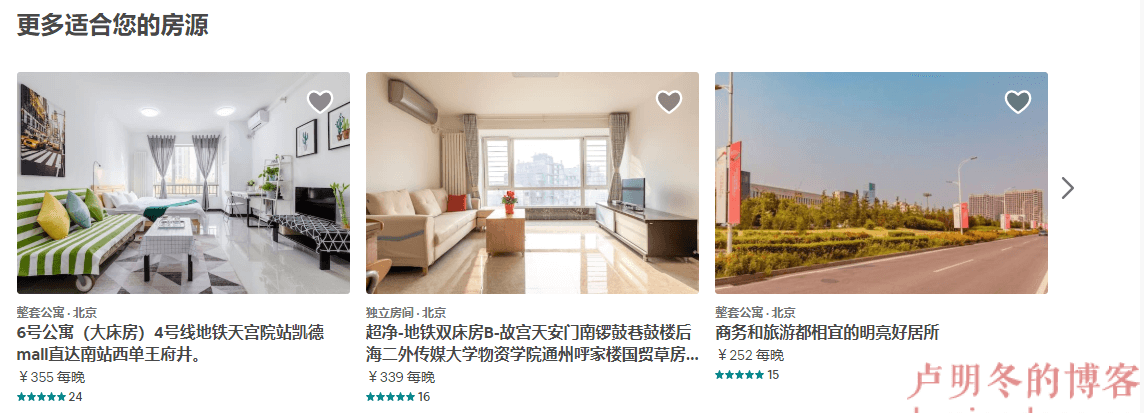 更多适合您的房源
整套公寓 · 北京
6号公寓（大床房）4号线地铁天宫院站凯德
mall直达南站西单王府井。
￥355 每晚
24
独立房间 · 北京
超净-地铁双床房B-故宫天安门南锣鼓巷鼓楼后
海二外传媒大学物资学院通州呼家楼国贸草房...
￥339 每晚
16
整套公寓 · 北京
商务和旅游都相宜的明亮好居所
￥252 每晚
15
卢明冬的博客